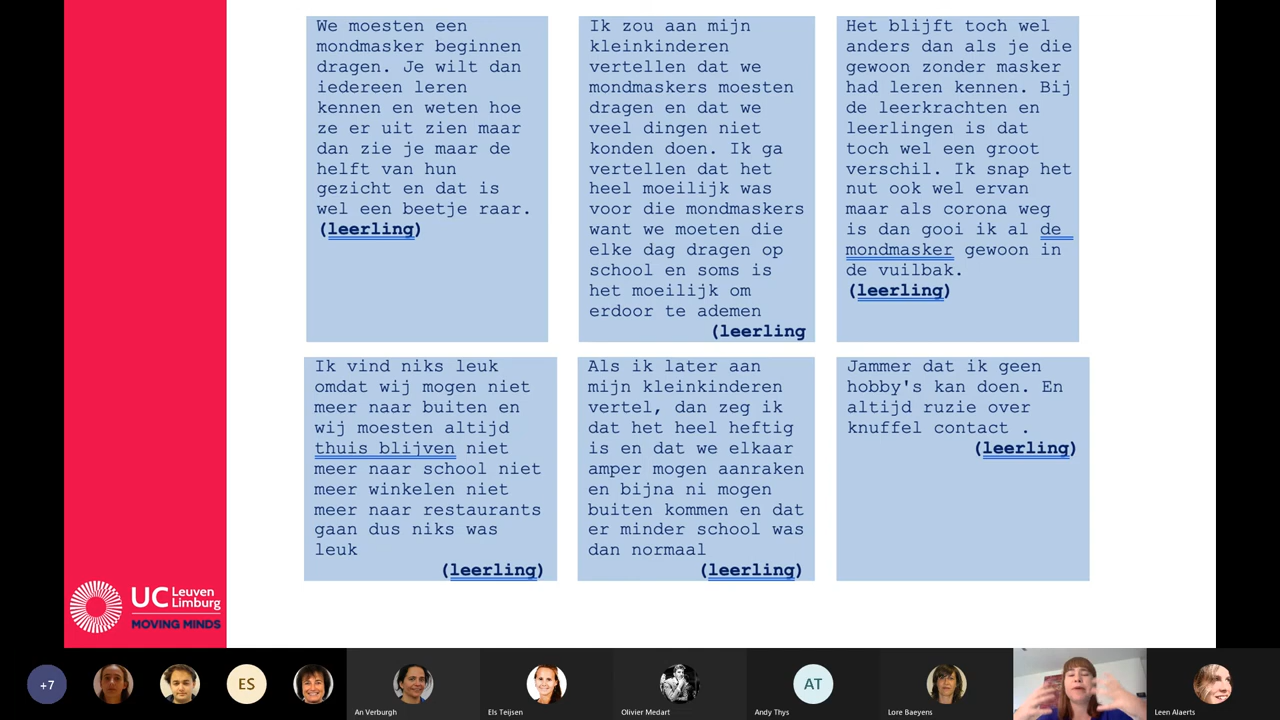 We moesten een
mondmasker beginnen
dragen. Je wilt dan
iedereen leren
kennen en weten hoe
ze er uit zien maar
dan zie je maar de
helft van hun
gezicht en dat is
wel een beetje raar.
(leerling)
Ik zou aan mijn
kleinkinderen
vertellen dat we
mondmaskers moesten
dragen en dat we
veel dingen niet
konden doen. Ik ga
vertellen dat het
heel moeilijk was
voor die mondmaskers
want we moeten die
elke dag dragen op
school en soms is
het moeilijk om
erdoor te ademen
(leerling
Het blijft toch wel
anders dan als je die
gewoon zonder masker
had leren kennen. Bij
de leerkrachten en
leerlingen is dat
toch wel een groot
verschil. Ik snap het
nut ook wel ervan
maar als corona weg
is dan gooi ik al de
mondmasker gewoon in
de vuilbak.
(leerling)
Ik vind niks leuk
omdat wij mogen niet
meer naar buiten en
wij moesten altijd
thuis blijven niet
meer naar school niet
meer winkelen niet
meer naar restaurants
gaan dus niks was
leuk
(leerling)
Als ik later aan
mijn kleinkinderen
vertel, dan zeg ik
dat het heel heftig
is en dat we elkaar
amper mogen aanraken
en bijna ni mogen
buiten kommen en dat
er minder school was
dan normaal
(leerling)
Jammer dat ik geen
hobby's kan doen. En
altijd ruzie over
knuffel contact .
(leerling)
UC Leuven
Limburg
MOVING MINDS
+7
ES
An Verburgh
Els Teijsen
Olivier Medart
AT
Andy Thys
Lore Baeyens
Leen Alaerts